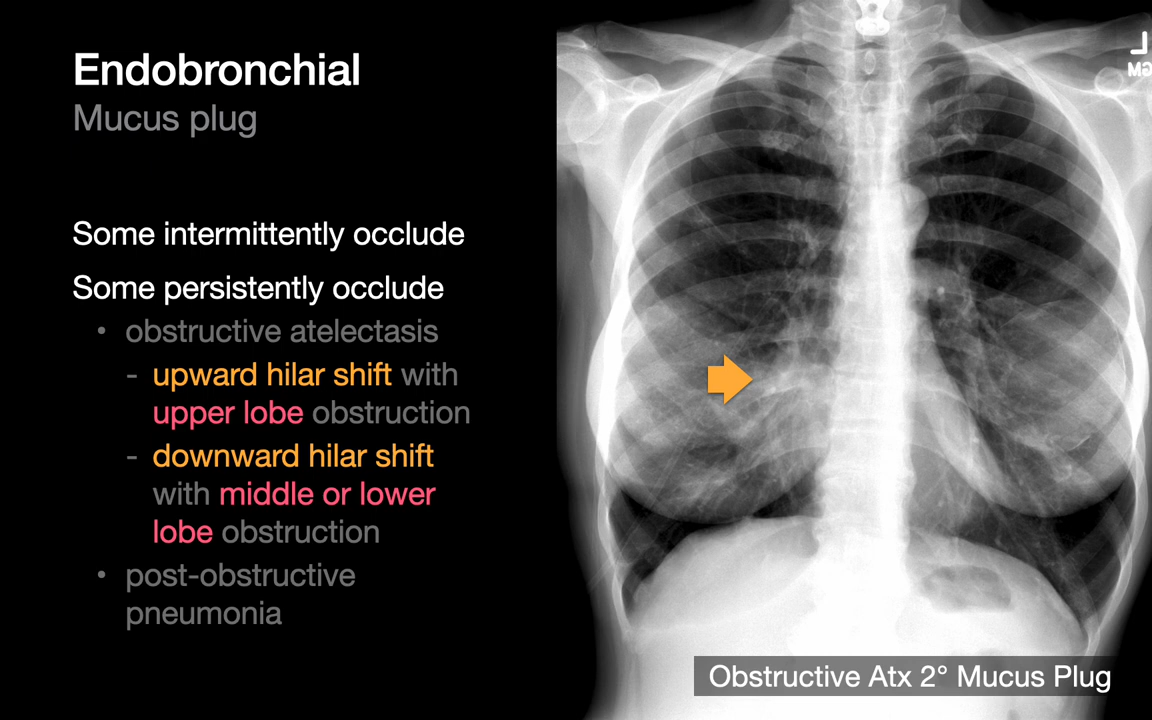 Endobronchial
Mucus plug
Some intermittently occlude
Some persistently occlude
• obstructive atelectasis
- upward hilar shift with
upper lobe obstruction
- downward hilar shift
with middle or lower
lobe obstruction
• post-obstructive
pneumonia
L
MG
Obstructive Atx 2° Mucus Plug